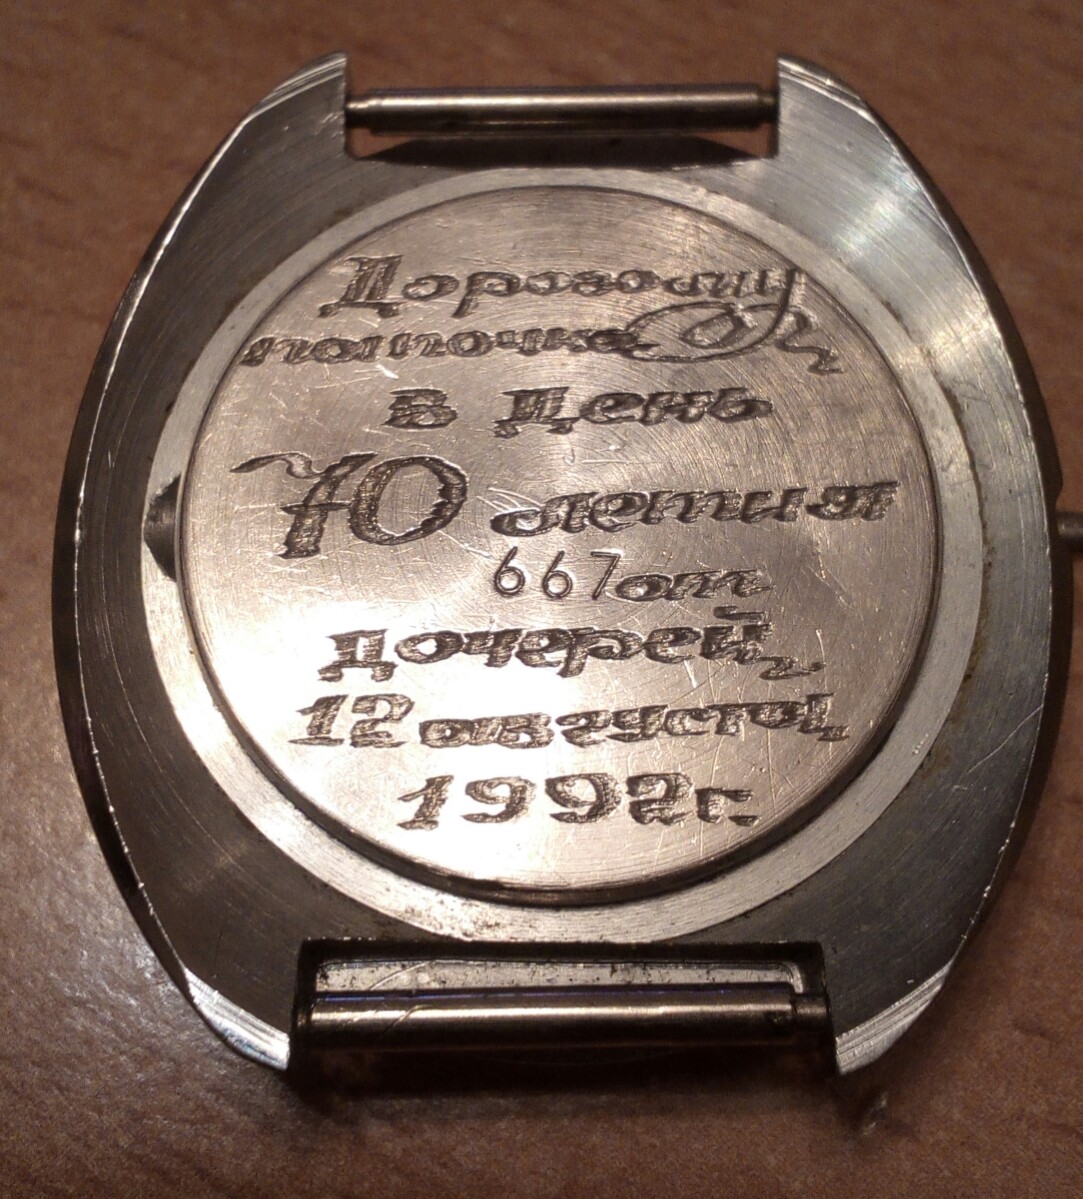 Дорогому
папочке
в День
70 летия
667 от
дочерей
12 августа,
1992г.